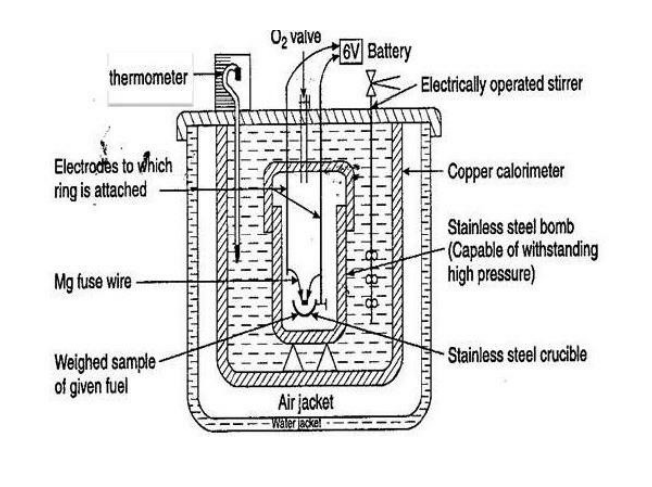 O2 valve
6V Battery
thermometer
Electrically operated stirrer
Electrodes to which
ring is attached
Copper calorimeter
Stainless steel bomb
(Capable of withstanding
high pressure)
Mg fuse wire
Weighed sample
of given fuel
Stainless steel crucible
Air jacket
Water jacket